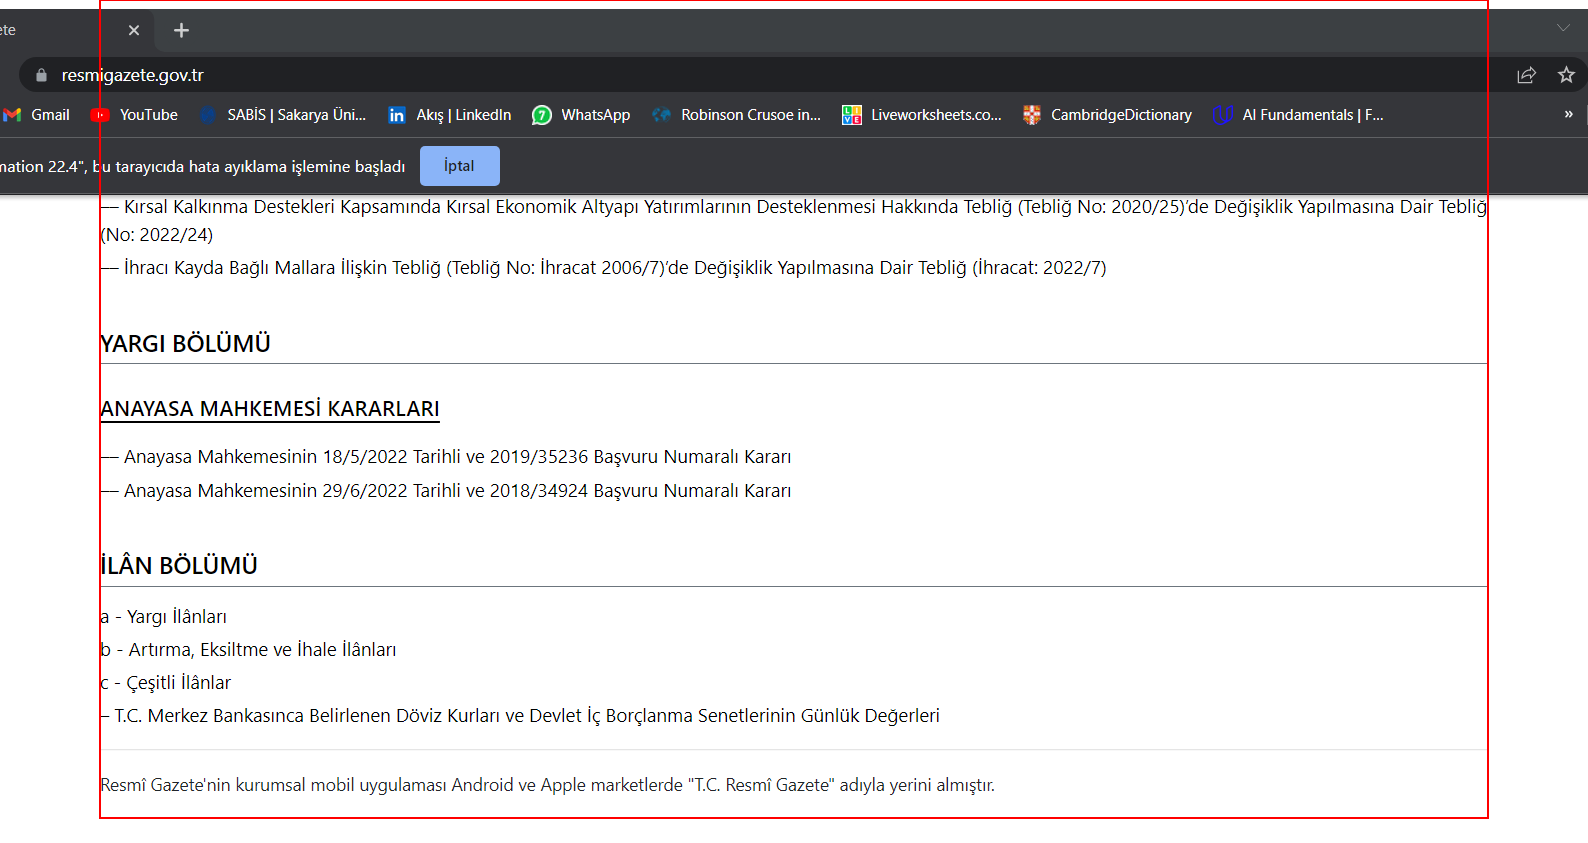 ete
resmigazete.gov.tr
Gmail YouTube SABİS | Sakarya Üni... Akış | LinkedIn WhatsApp Robinson Crusoe in... Liveworksheets.co... CambridgeDictionary AI Fundamentals | F... »
mation 22.4", bu tarayıcıda hata ayıklama işlemine başladı İptal
— Kırsal Kalkınma Destekleri Kapsamında Kırsal Ekonomik Altyapı Yatırımlarının Desteklenmesi Hakkında Tebliğ (Tebliğ No: 2020/25)’de Değişiklik Yapılmasına Dair Tebliğ
(No: 2022/24)
— İhracı Kayda Bağlı Mallara İlişkin Tebliğ (Tebliğ No: İhracat 2006/7)’de Değişiklik Yapılmasına Dair Tebliğ (İhracat: 2022/7)
YARGI BÖLÜMÜ
ANAYASA MAHKEMESİ KARARLARI
— Anayasa Mahkemesinin 18/5/2022 Tarihli ve 2019/35236 Başvuru Numaralı Kararı
— Anayasa Mahkemesinin 29/6/2022 Tarihli ve 2018/34924 Başvuru Numaralı Kararı
İLÂN BÖLÜMÜ
a - Yargı İlânları
b - Artırma, Eksiltme ve İhale İlânları
c - Çeşitli İlânlar
– T.C. Merkez Bankasınca Belirlenen Döviz Kurları ve Devlet İç Borçlanma Senetlerinin Günlük Değerleri
Resmî Gazete'nin kurumsal mobil uygulaması Android ve Apple marketlerde "T.C. Resmî Gazete" adıyla yerini almıştır.